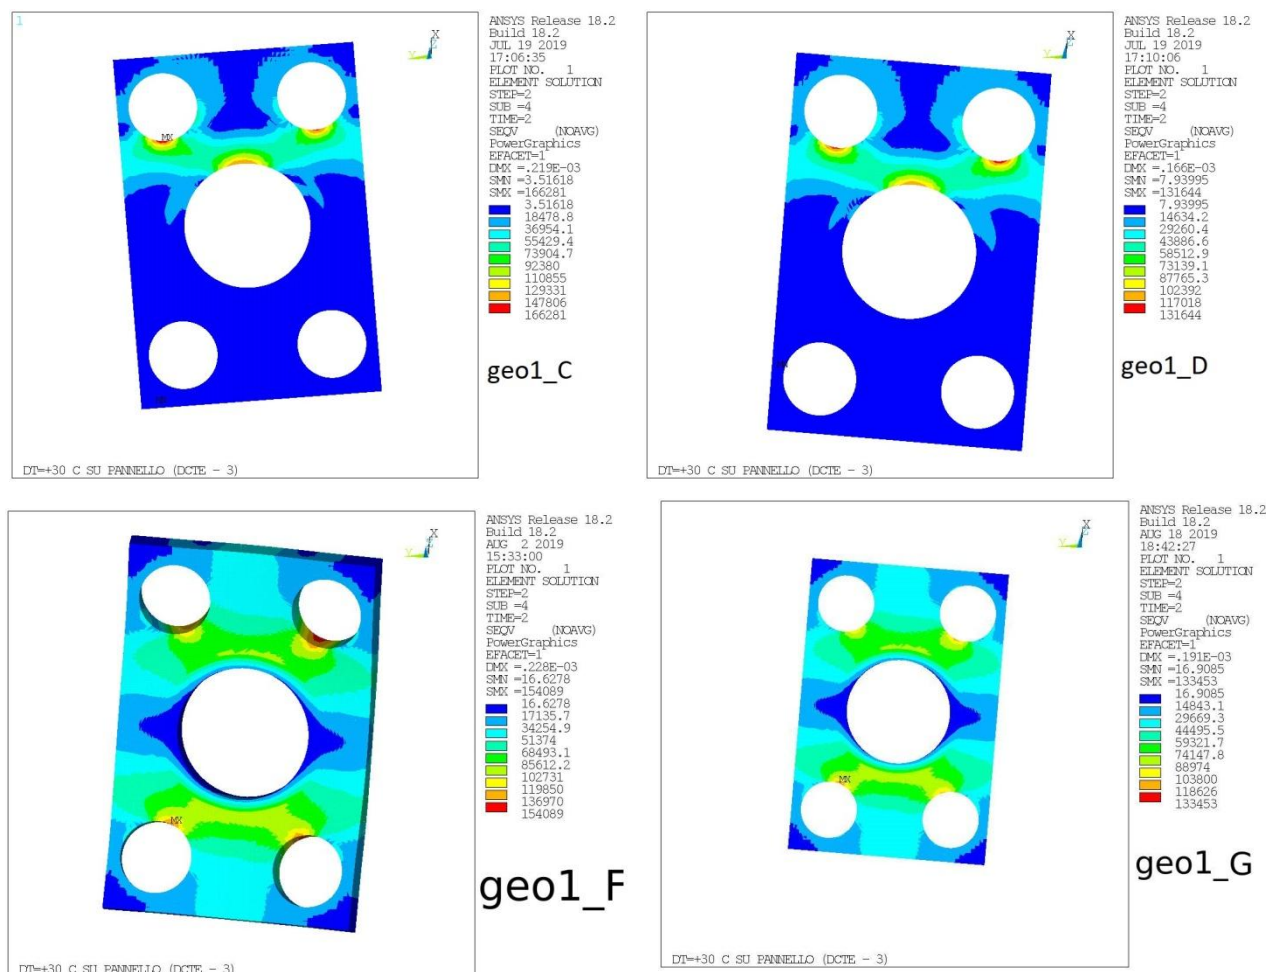 1
ANSYS Release 18.2
Build 18.2
JUL 19 2019
17:06:35
PLOT NO.   1
ELEMENT SOLUTION
STEP=2
SUB =4
TIME=2
SEQV     (NOAVG)
PowerGraphics
EFACET=1
DMX =.219E-03
SMN =3.51618
SMX =166281
3.51618
18478.8
36954.1
55429.4
73904.7
92380
110855
129331
147806
166281
X
Y
Z
MX
geo1_C
DT=+30 C SU PANNELLO (DCTE - 3)
ANSYS Release 18.2
Build 18.2
JUL 19 2019
17:10:06
PLOT NO.   1
ELEMENT SOLUTION
STEP=2
SUB =4
TIME=2
SEQV     (NOAVG)
PowerGraphics
EFACET=1
DMX =.166E-03
SMN =7.93995
SMX =131644
7.93995
14634.2
29260.4
43886.6
58512.9
73139.1
87765.3
102392
117018
131644
X
Y
Z
geo1_D
DT=+30 C SU PANNELLO (DCTE - 3)
ANSYS Release 18.2
Build 18.2
AUG  2 2019
15:33:00
PLOT NO.   1
ELEMENT SOLUTION
STEP=2
SUB =4
TIME=2
SEQV     (NOAVG)
PowerGraphics
EFACET=1
DMX =.228E-03
SMN =16.6278
SMX =154089
16.6278
17135.7
34254.9
51374
68493.1
85612.2
102731
119850
136970
154089
X
Y
Z
MX
geo1_F
DT=+30 C SU PANNELLO (DCTE - 3)
ANSYS Release 18.2
Build 18.2
AUG 18 2019
18:42:27
PLOT NO.   1
ELEMENT SOLUTION
STEP=2
SUB =4
TIME=2
SEQV     (NOAVG)
PowerGraphics
EFACET=1
DMX =.191E-03
SMN =16.9085
SMX =133453
16.9085
14843.1
29669.3
44495.5
59321.7
74147.8
88974
103800
118626
133453
X
Y
Z
MX
geo1_G
DT=+30 C SU PANNELLO (DCTE - 3)